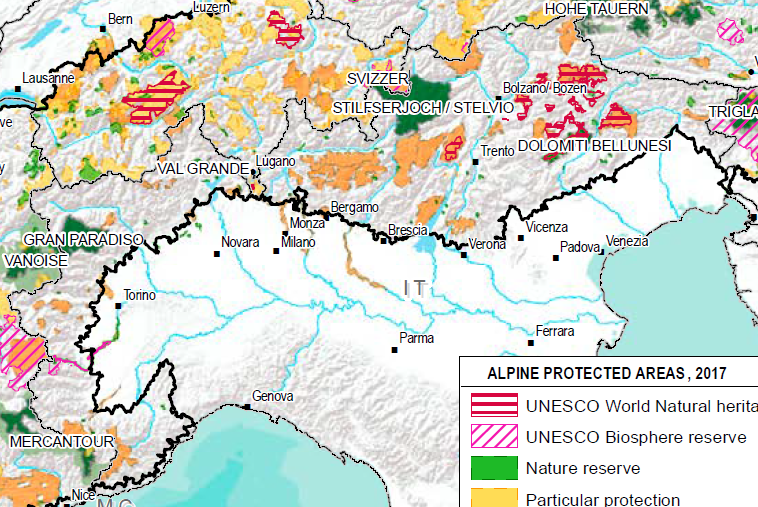 HOHE TAUERN
Luzern
Bern
SVIZZER
Lausanne
Bolzano/ Bozen
STILFSERJOCH / STELVIO
TRIGLA
ve
DOLOMITI BELLUNESI
Trento
Lugano
VAL GRANDE
y
Bergamo
Monza
Vicenza
Brescia
GRAN PARADISO
Novara
Milano
Verona
Padova
Venezia
VANOISE
IT
Torino
Ferrara
Parma
ALPINE PROTECTED AREAS, 2017
Genova
UNESCO World Natural herita
UNESCO Biosphere reserve
MERCANTOUR
Nature reserve
Nice
MC
Particular protection